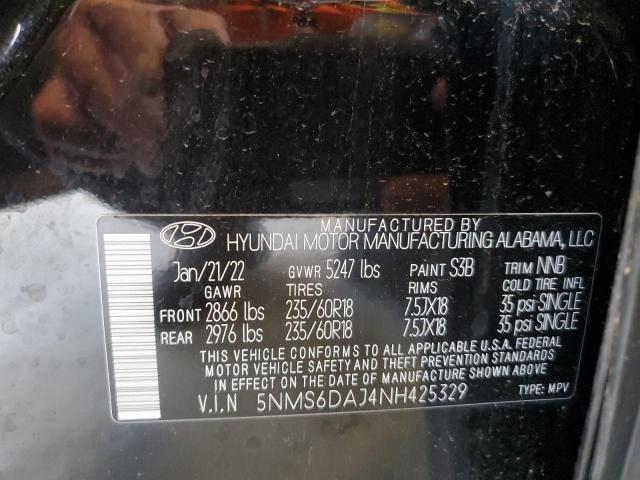 MANUFACTURED BY
HYUNDAI MOTOR MANUFACTURING ALABAMA, LLC
Jan/21/22 GVWR 5247 lbs PAINT S3B TRIM NNB
GAWR TIRES RIMS COLD TIRE INFL
FRONT 2866 lbs 235/60R18 7.5JX18 35 psi SINGLE
REAR 2976 lbs 235/60R18 7.5JX18 35 psi SINGLE
THIS VEHICLE CONFORMS TO ALL APPLICABLE U.S.A. FEDERAL
MOTOR VEHICLE SAFETY AND THEFT PREVENTION STANDARDS
IN EFFECT ON THE DATE OF MANUFACTURE SHOWN ABOVE.
V.I.N 5NMS6DAJ4NH425329 TYPE: MPV